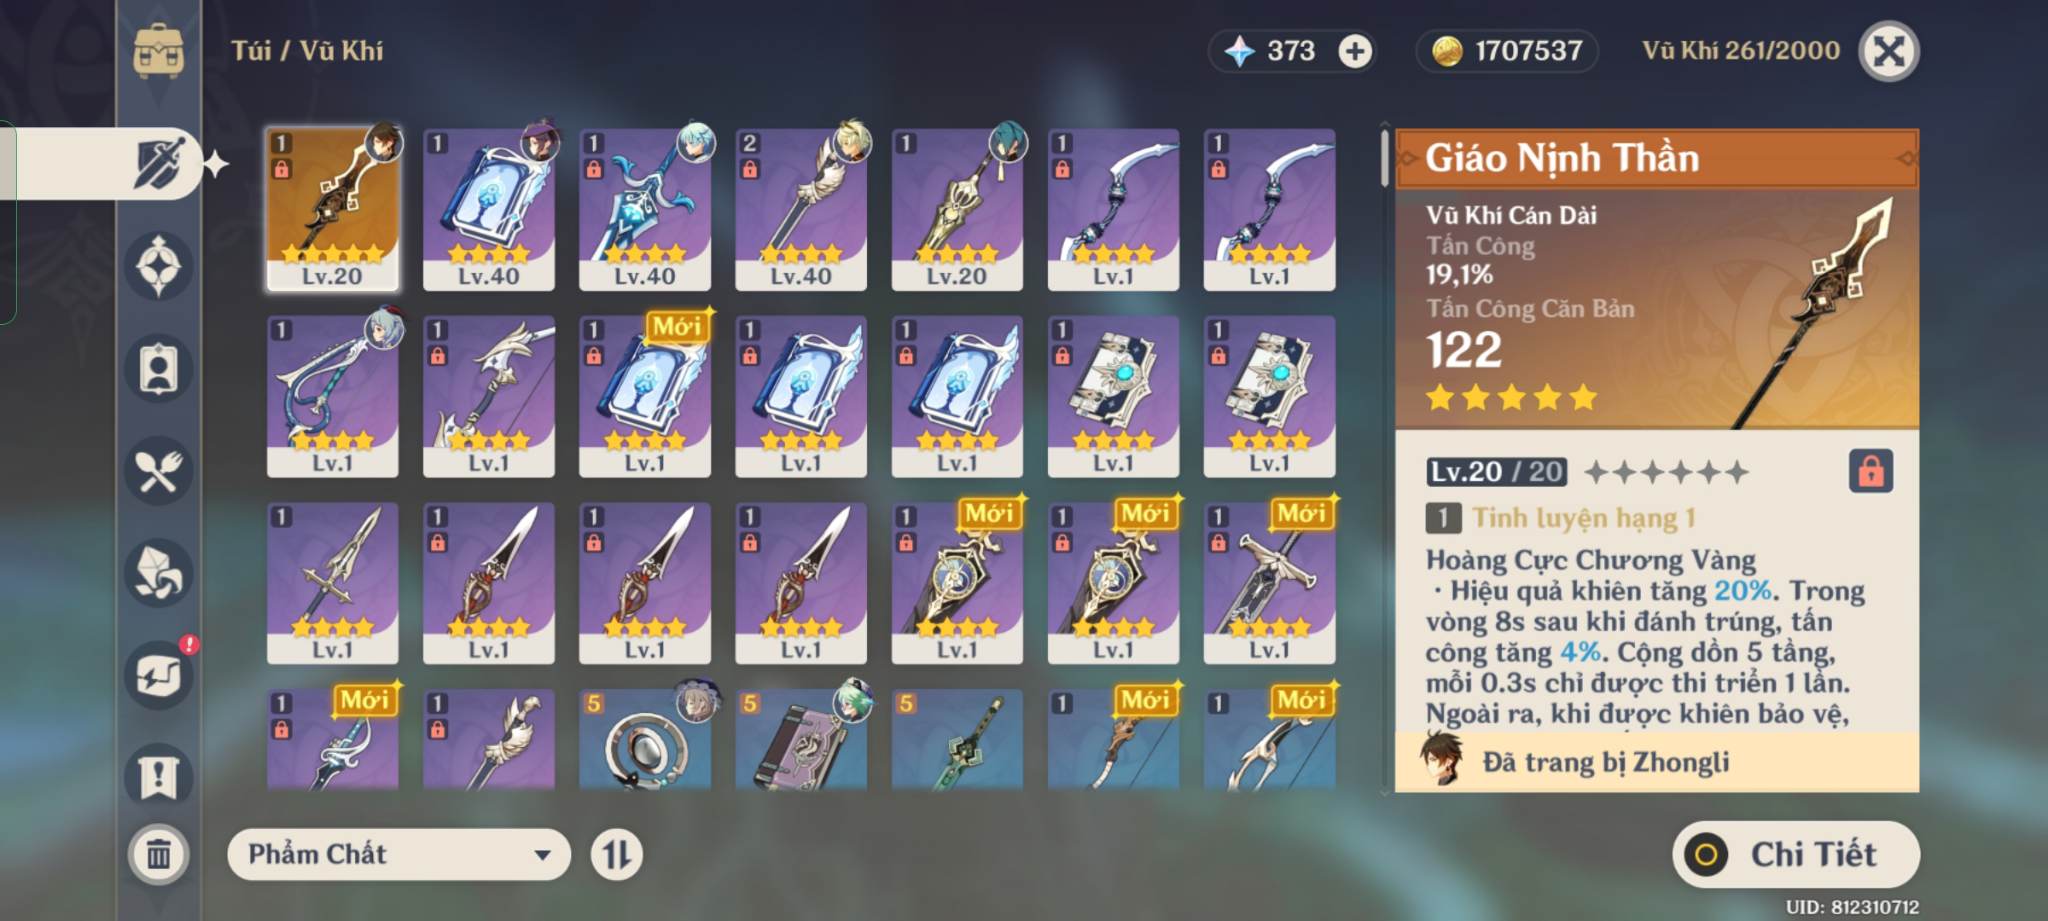 Túi / Vũ Khí
373
1707537
Vũ Khí 261/2000
1
Lv.20
1
Lv.40
1
Lv.40
2
Lv.40
1
Lv.20
1
Lv.1
1
Lv.1
1
Lv.1
1
Lv.1
1
Mới
Lv.1
1
Lv.1
1
Lv.1
1
Lv.1
1
Lv.1
1
Lv.1
1
Lv.1
1
Lv.1
1
Lv.1
1
Mới
Lv.1
1
Mới
Lv.1
1
Mới
Lv.1
1
Mới
1
5
5
5
1
Mới
1
Mới
Giáo Nịnh Thần
Vũ Khí Cán Dài
Tấn Công
19,1%
Tấn Công Căn Bản
122
Lv.20 / 20
1 Tinh luyện hạng 1
Hoàng Cực Chương Vàng
· Hiệu quả khiên tăng 20%. Trong
vòng 8s sau khi đánh trúng, tấn
công tăng 4%. Cộng dồn 5 tầng,
mỗi 0.3s chỉ được thi triển 1 lần.
Ngoài ra, khi được khiên bảo vệ,
Đã trang bị Zhongli
Phẩm Chất
Chi Tiết
UID: 812310712